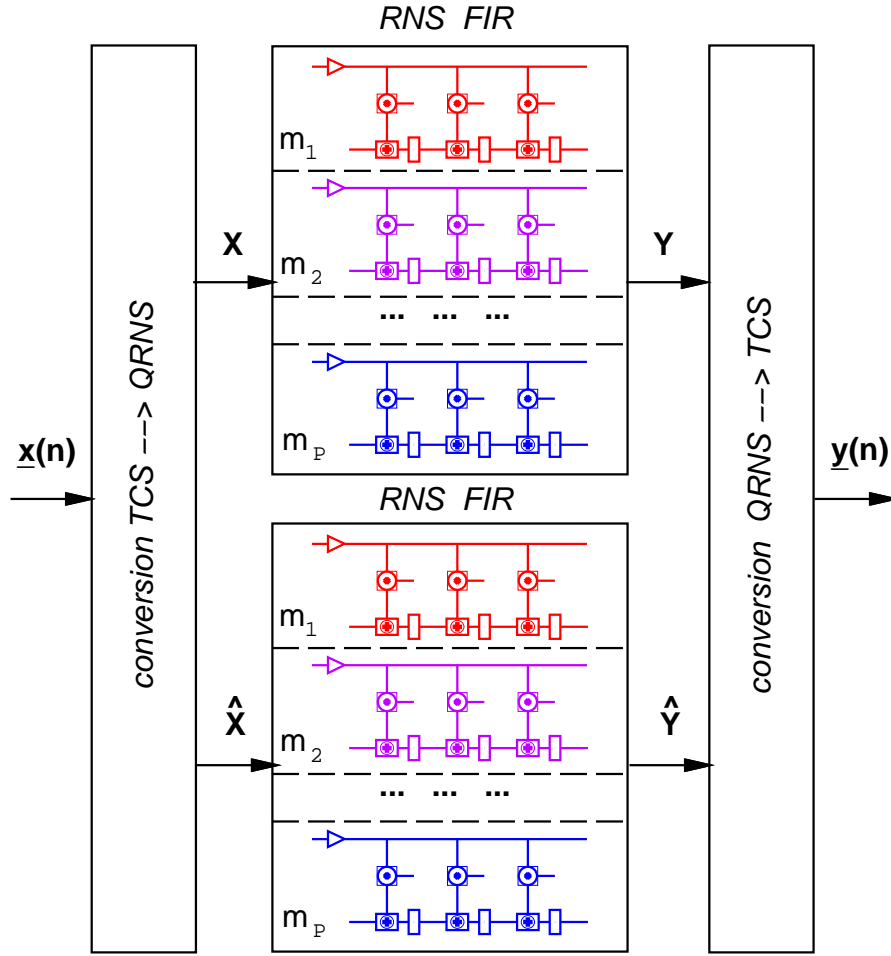 RNS FIR
m1
X
m2
Y
... ... ...
mP
conversion TCS --> QRNS
conversion QRNS --> TCS
x(n)
y(n)
RNS FIR
m1
X̂
m2
Ŷ
... ... ...
mP